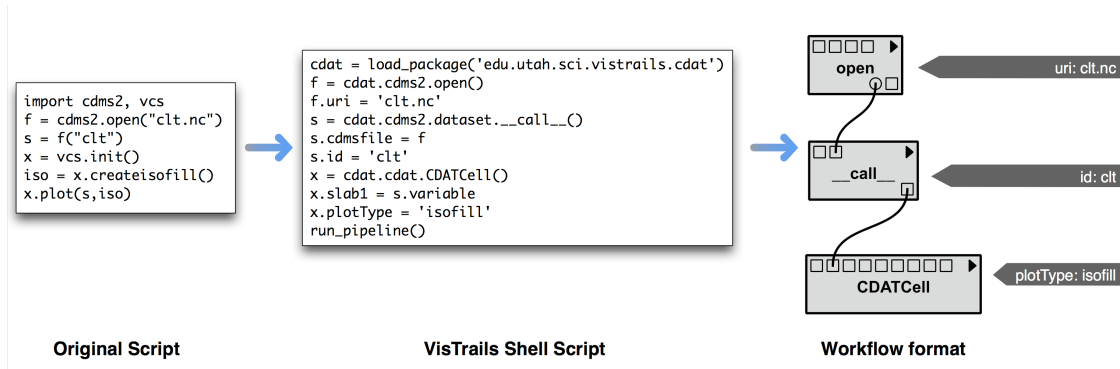 import cdms2, vcs
f = cdms2.open("clt.nc")
s = f("clt")
x = vcs.init()
iso = x.createisofill()
x.plot(s,iso)
Original Script
cdat = load_package('edu.utah.sci.vistrails.cdat')
f = cdat.cdms2.open()
f.uri = 'clt.nc'
s = cdat.cdms2.dataset.__call__()
s.cdmsfile = f
s.id = 'clt'
x = cdat.cdat.CDATCell()
x.slab1 = s.variable
x.plotType = 'isofill'
run_pipeline()
VisTrails Shell Script
open
uri: clt.nc
__call__
id: clt
CDATCell
plotType: isofill
Workflow format